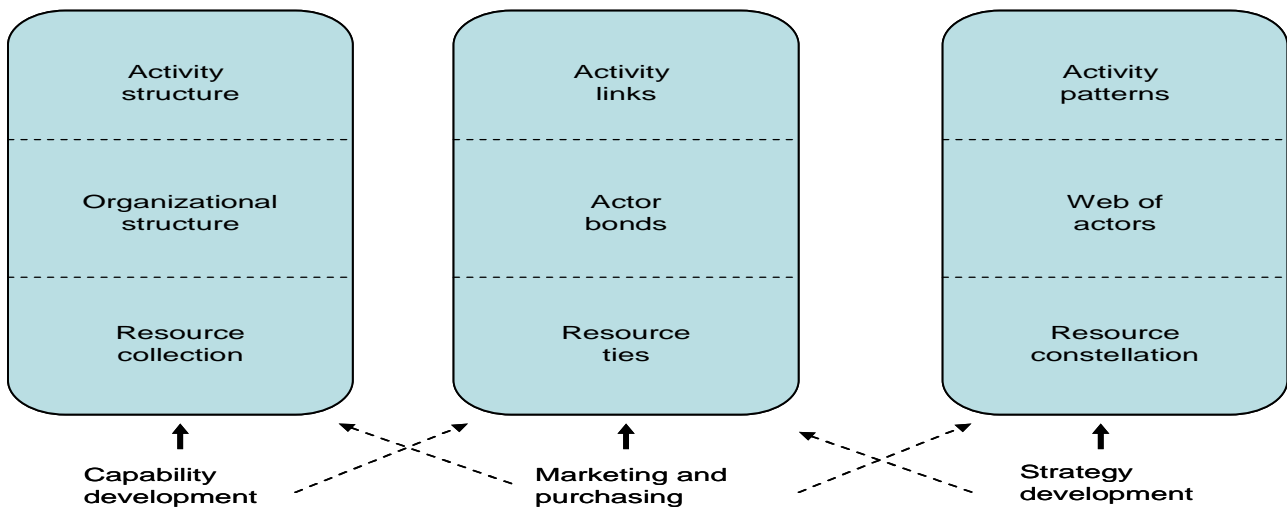 Activity
structure
Activity
links
Activity
patterns
Organizational
structure
Actor
bonds
Web of
actors
Resource
collection
Resource
ties
Resource
constellation
Capability
development
Marketing and
purchasing
Strategy
development